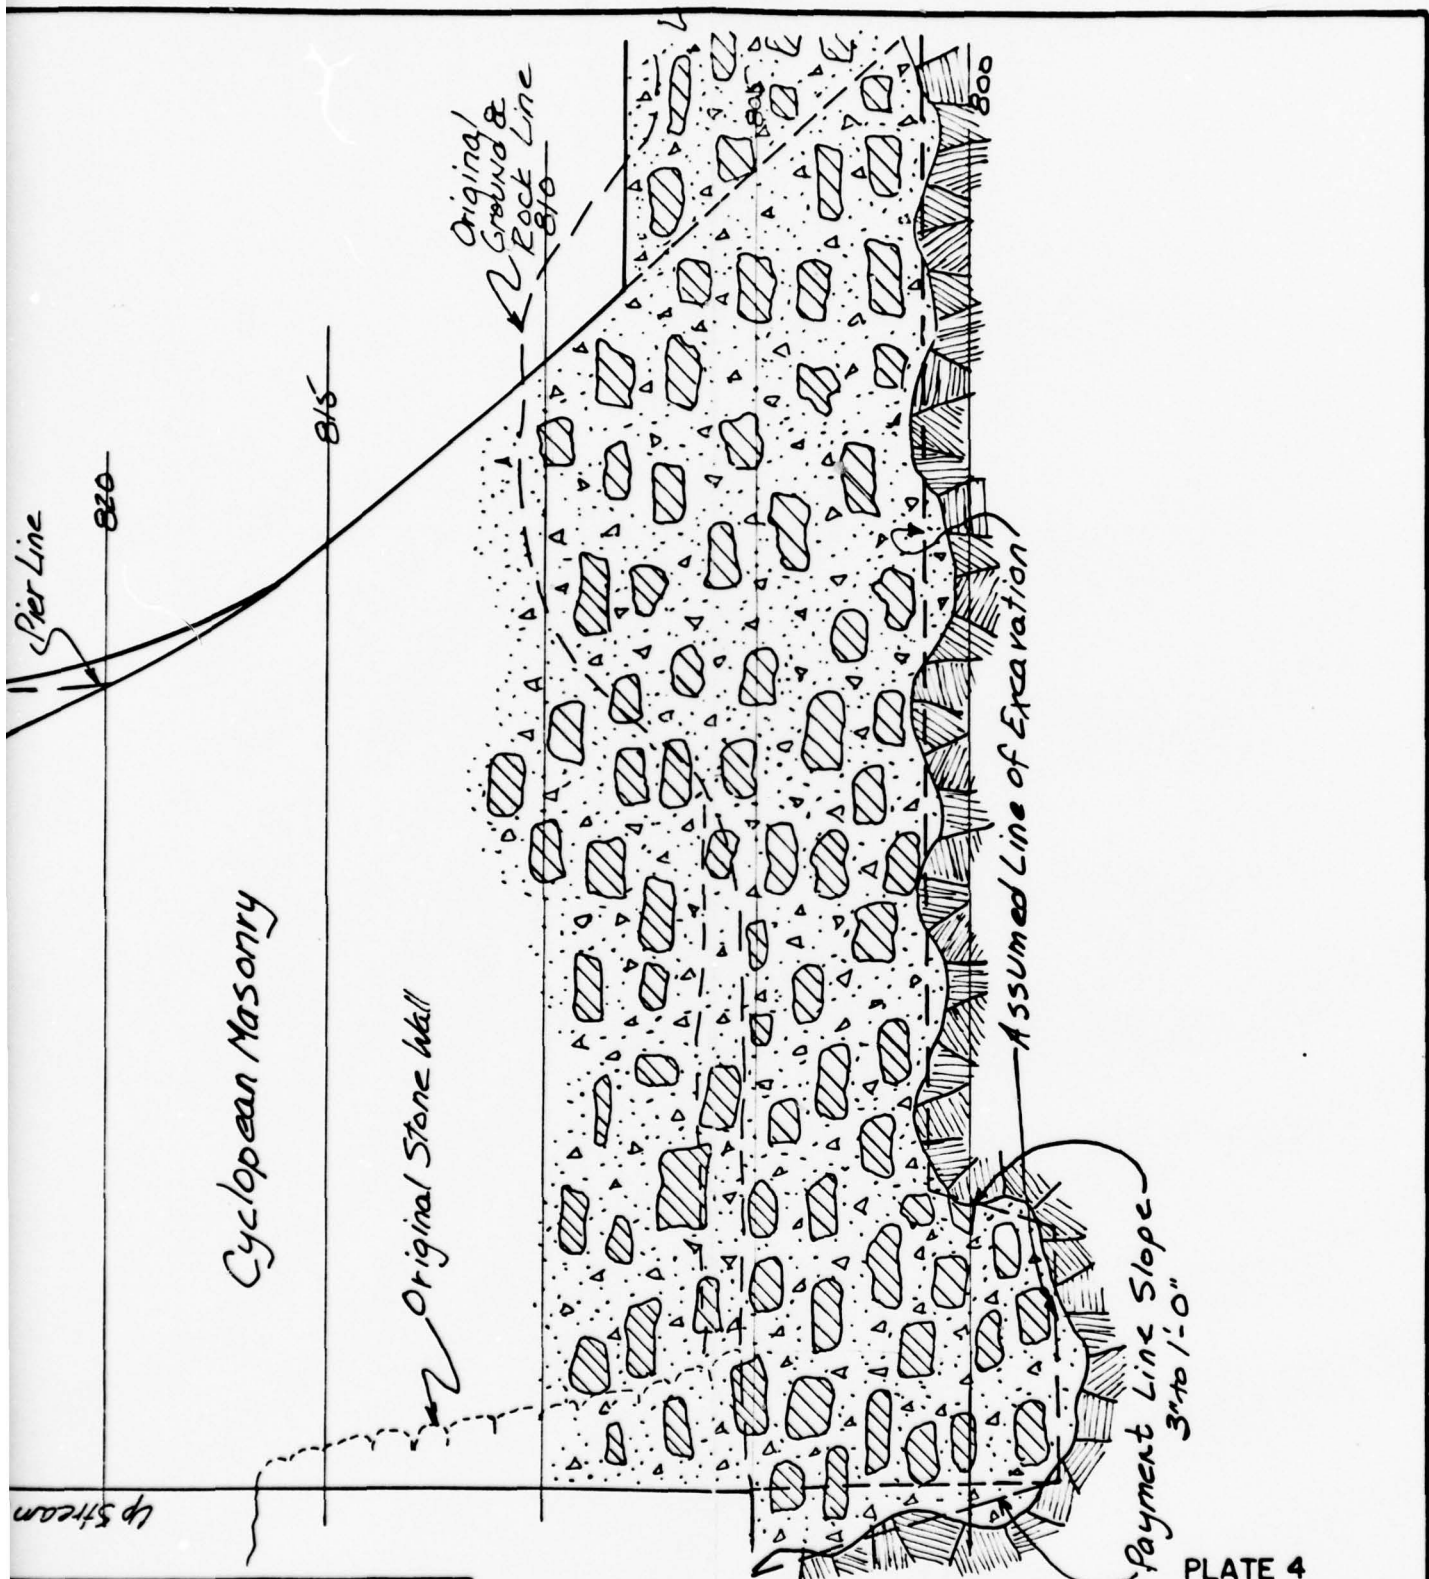 Original
Ground &
Rock Line
810
800
805
815
820
Pier Line
Cyclopean Masonry
Original Stone Wall
Assumed Line of Excavation
Payment Line Slope
3" to 1'-0"
Up Stream
PLATE 4